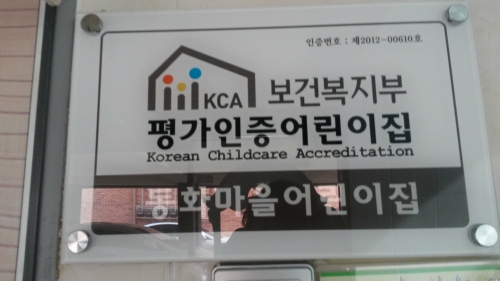 인증번호 : 제2012-00610호
KCA 보건복지부
평가인증어린이집
Korean Childcare Accreditation
동화마을어린이집